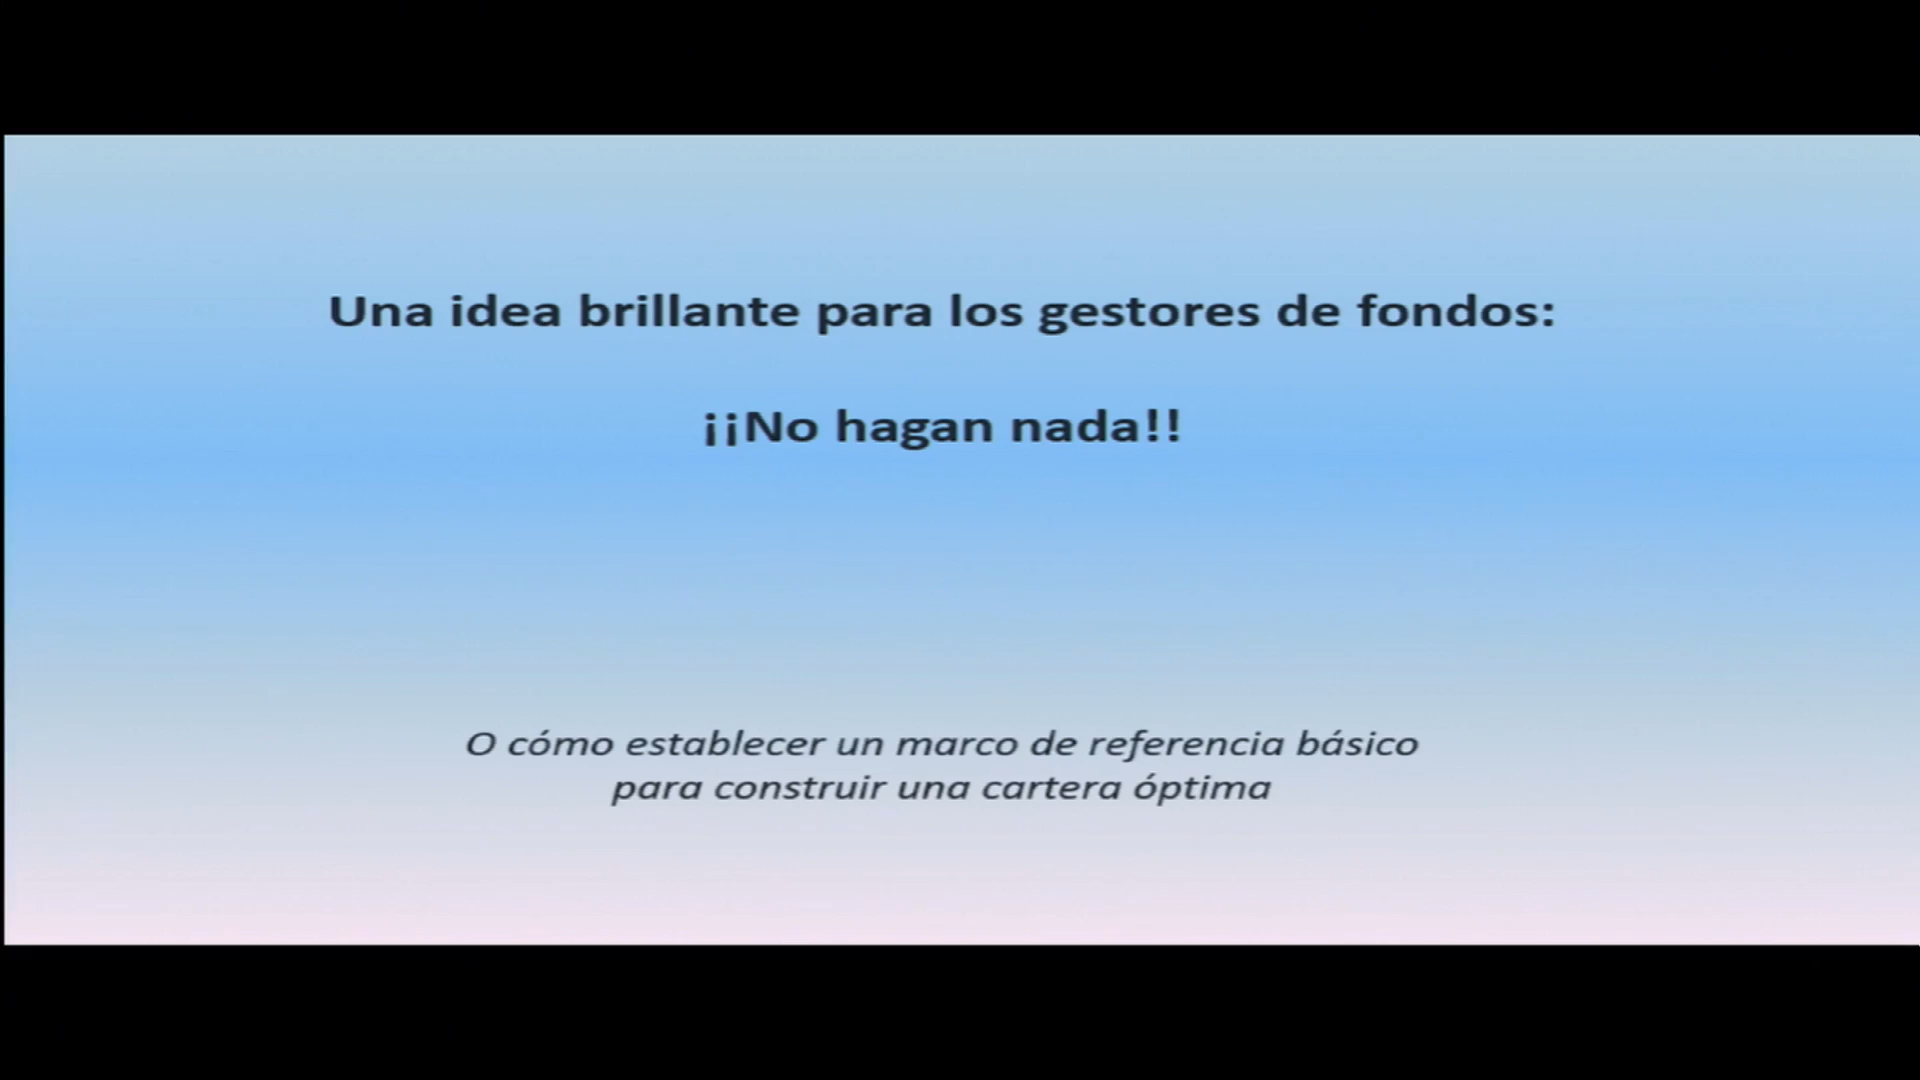 Una idea brillante para los gestores de fondos:
¡¡No hagan nada!!
O cómo establecer un marco de referencia básico
para construir una cartera óptima